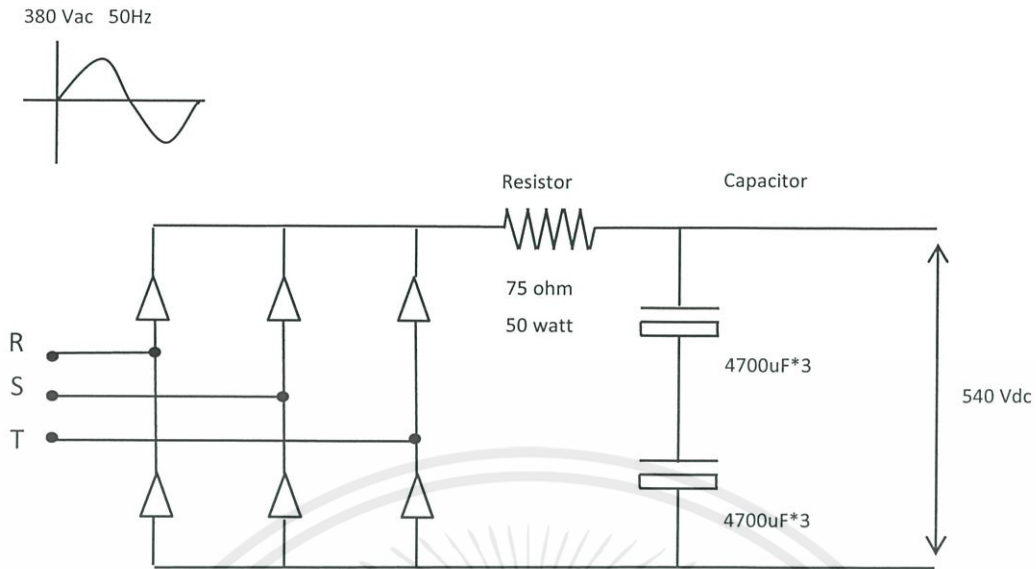 380 Vac 50Hz
Resistor
Capacitor
75 ohm
50 watt
R
S
T
4700uF*3
540 Vdc
4700uF*3